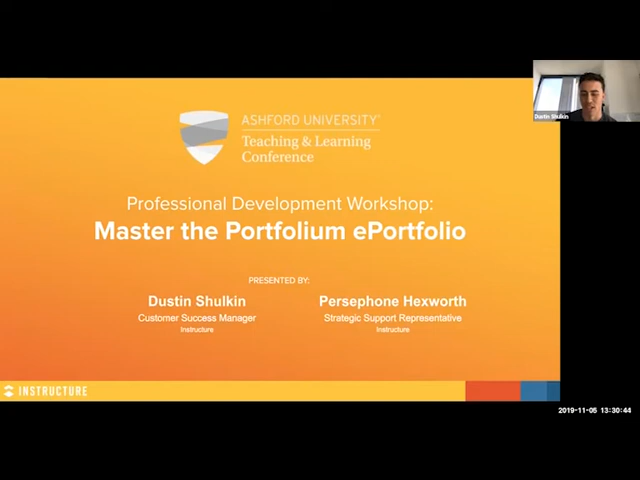 ASHFORD UNIVERSITY
Teaching & Learning
Conference
Dustin Shulkin
Professional Development Workshop:
Master the Portfolium ePortfolio
PRESENTED BY:
Dustin Shulkin
Customer Success Manager
Instructure
Persephone Hexworth
Strategic Support Representative
Instructure
INSTRUCTURE
2019-11-05 13:30:44